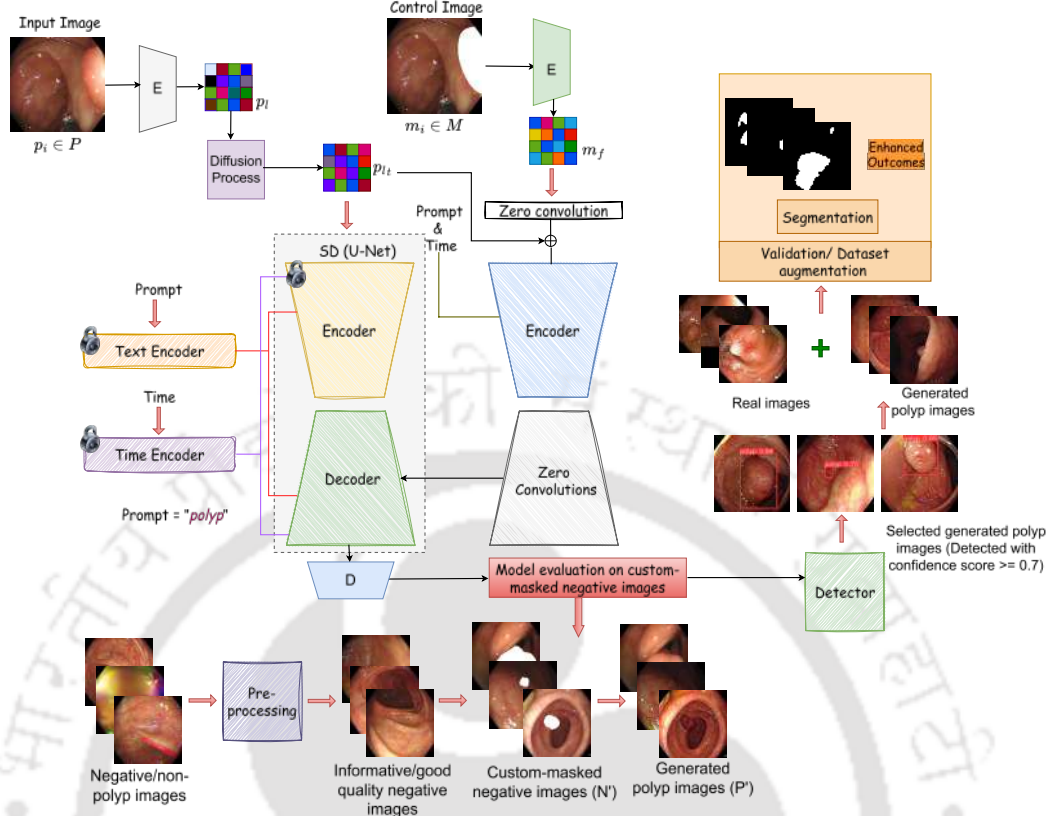 Input Image
E
p_i ∈ P
p_l
Diffusion
Process
p_{l_t}
Control Image
E
m_i ∈ M
m_f
Zero convolution
Prompt
&
Time
SD (U-Net)
Encoder
Encoder
Prompt
Text Encoder
Time
Time Encoder
Prompt = "polyp"
Decoder
Zero
Convolutions
D
Model evaluation on custom-
masked negative images
Detector
Enhanced
Outcomes
Segmentation
Validation/ Dataset
augmentation
Real images
+
Generated
polyp images
Selected generated polyp
images (Detected with
confidence score >= 0.7)
Pre-
processing
Negative/non-
polyp images
Informative/good
quality negative
images
Custom-masked
negative images (N')
Generated
polyp images (P')